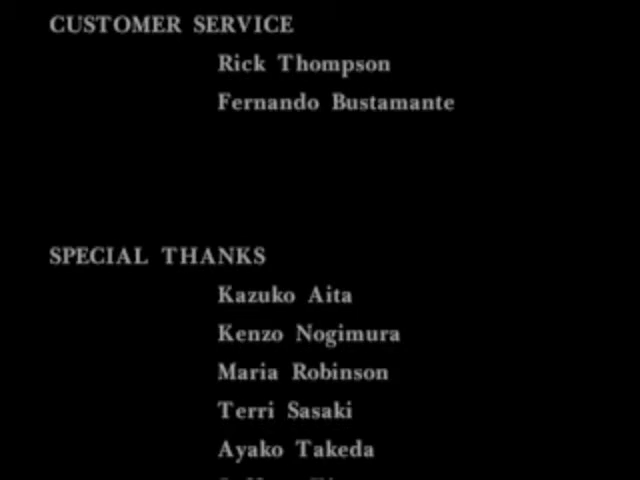 CUSTOMER SERVICE
Rick Thompson
Fernando Bustamante
SPECIAL THANKS
Kazuko Aita
Kenzo Nogimura
Maria Robinson
Terri Sasaki
Ayako Takeda